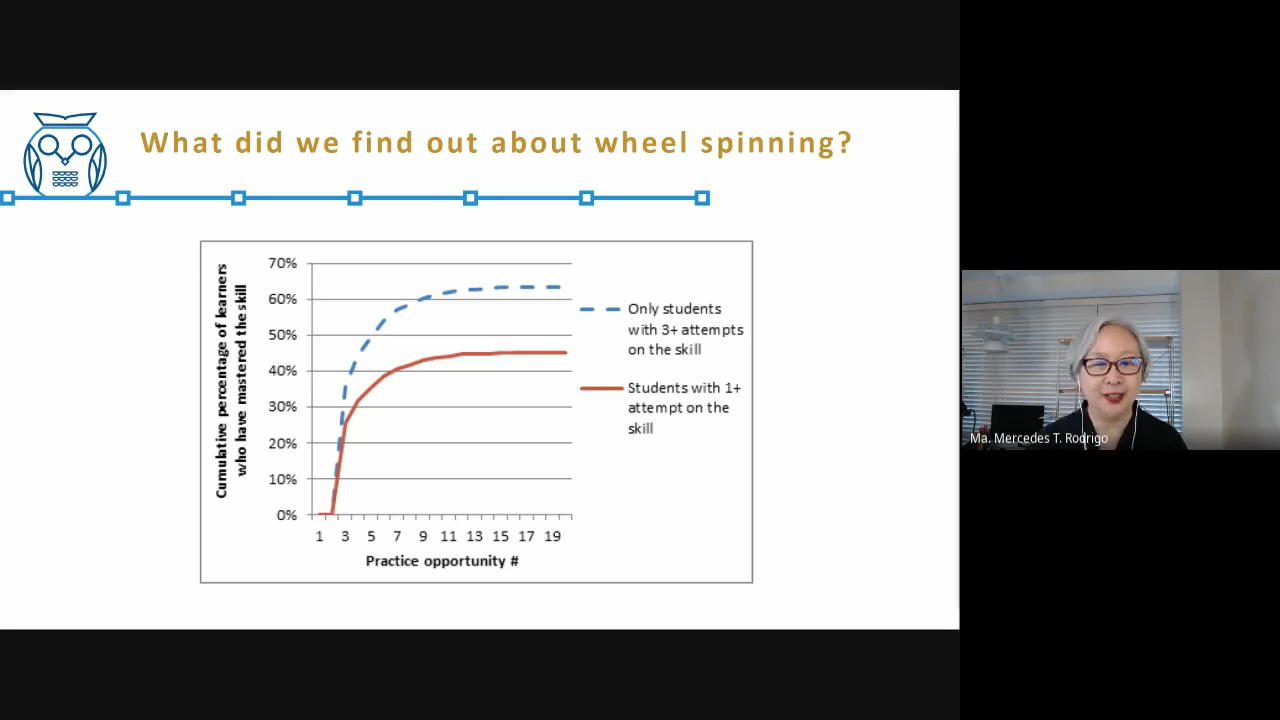 What did we find out about wheel spinning?
Cumulative percentage of learners
who have mastered the skill
70%
60%
50%
40%
30%
20%
10%
0%
1 3 5 7 9 11 13 15 17 19
Practice opportunity #
Only students
with 3+ attempts
on the skill
Students with 1+
attempt on the
skill
Ma. Mercedes T. Rodrigo